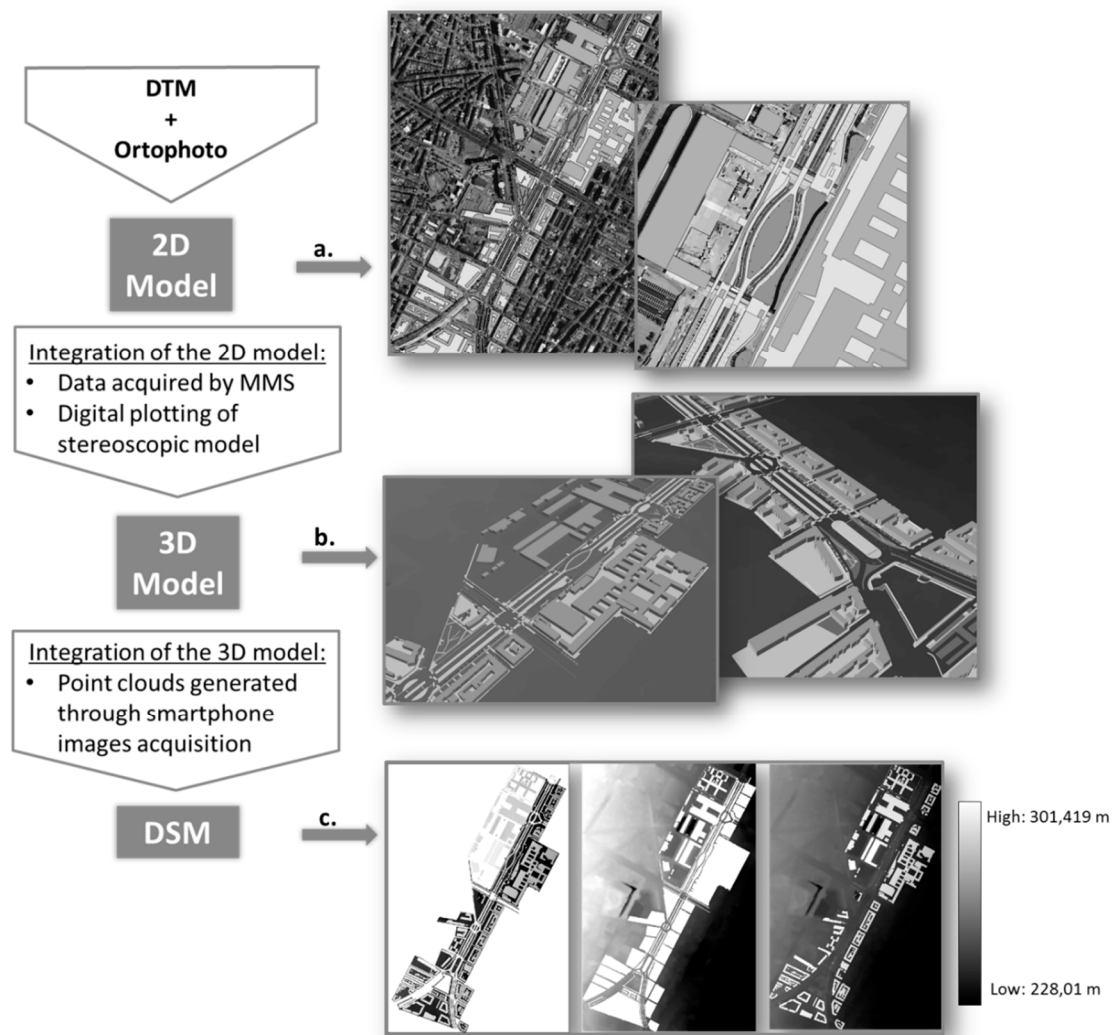 DTM
+
Ortophoto
2D
Model
a.
Integration of the 2D model:
• Data acquired by MMS
• Digital plotting of
stereoscopic model
3D
Model
b.
Integration of the 3D model:
• Point clouds generated
through smartphone
images acquisition
DSM
c.
High: 301,419 m
Low: 228,01 m